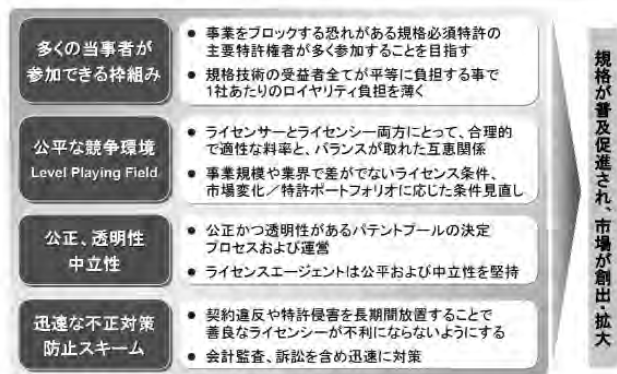 多くの当事者が
参加できる枠組み
● 事業をブロックする恐れがある規格必須特許の
主要特許権者が多く参加することを目指す
● 規格技術の受益者全てが平等に負担する事で
1社あたりのロイヤリティ負担を薄く
公平な競争環境
Level Playing Field
● ライセンサーとライセンシー両方にとって、合理的
で適性な料率と、バランスが取れた互恵関係
● 事業規模や業界で差がでないライセンス条件、
市場変化／特許ポートフォリオに応じた条件見直し
公正、透明性
中立性
● 公正かつ透明性があるパテントプールの決定
プロセスおよび運営
● ライセンスエージェントは公平および中立性を堅持
迅速な不正対策
防止スキーム
● 契約違反や特許侵害を長期間放置することで
善良なライセンシーが不利にならないようにする
● 会計監査、訴訟を含め迅速に対策
規格が普及促進され、市場が創出・拡大